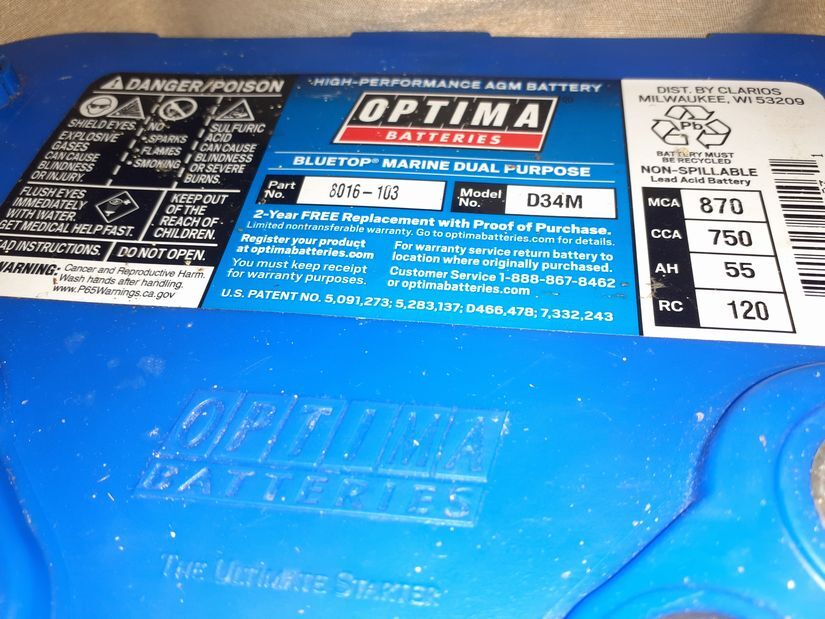 DANGER/POISON
SHIELD EYES.
EXPLOSIVE
GASES
CAN CAUSE
BLINDNESS
OR INJURY.
NO
SPARKS
FLAMES
SMOKING
SULFURIC
ACID
CAN CAUSE
BLINDNESS
OR SEVERE
BURNS.
FLUSH EYES
IMMEDIATELY
WITH WATER.
GET MEDICAL HELP FAST.
KEEP OUT
OF THE
REACH OF
CHILDREN.
AD INSTRUCTIONS.
DO NOT OPEN.
WARNING: Cancer and Reproductive Harm.
Wash hands after handling.
www.P65Warnings.ca.gov
HIGH-PERFORMANCE AGM BATTERY
OPTIMA®
BATTERIES
BLUETOP® MARINE DUAL PURPOSE
Part No. 8016-103
Model No. D34M
2-Year FREE Replacement with Proof of Purchase.
Limited nontransferable warranty. Go to optimabatteries.com for details.
Register your product
at optimabatteries.com
You must keep receipt
for warranty purposes.
For warranty service return battery to
location where originally purchased.
Customer Service 1-888-867-8462
or optimabatteries.com
U.S. PATENT NO. 5,091,273; 5,283,137; D466,478; 7,332,243
DIST. BY CLARIOS
MILWAUKEE, WI 53209
Pb
BATTERY MUST
BE RECYCLED
NON-SPILLABLE
Lead Acid Battery
MCA 870
CCA 750
AH 55
RC 120
OPTIMA
BATTERIES
THE ULTIMATE STARTER